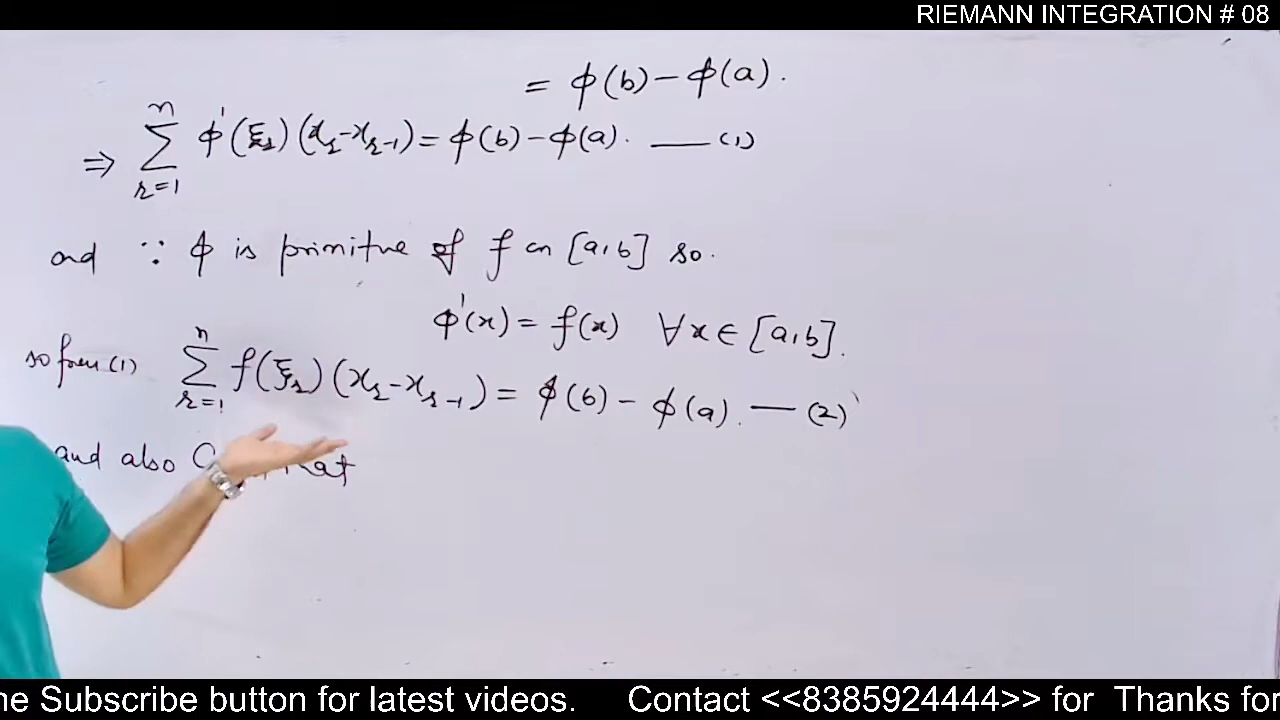 RIEMANN INTEGRATION # 08
= ϕ(b) − ϕ(a).
⇒ ∑_{r=1}^{n} ϕ'(ξ_r)(x_r − x_{r−1}) = ϕ(b) − ϕ(a). — (1)
and ∵ ϕ is primitve of f on [a,b] so.
ϕ'(x) = f(x) ∀x ∈ [a,b].
so from (1) ∑_{r=1}^{n} f(ξ_r)(x_r − x_{r−1}) = ϕ(b) − ϕ(a). — (2)
and also
he Subscribe button for latest videos. Contact <<8385924444>> for Thanks for